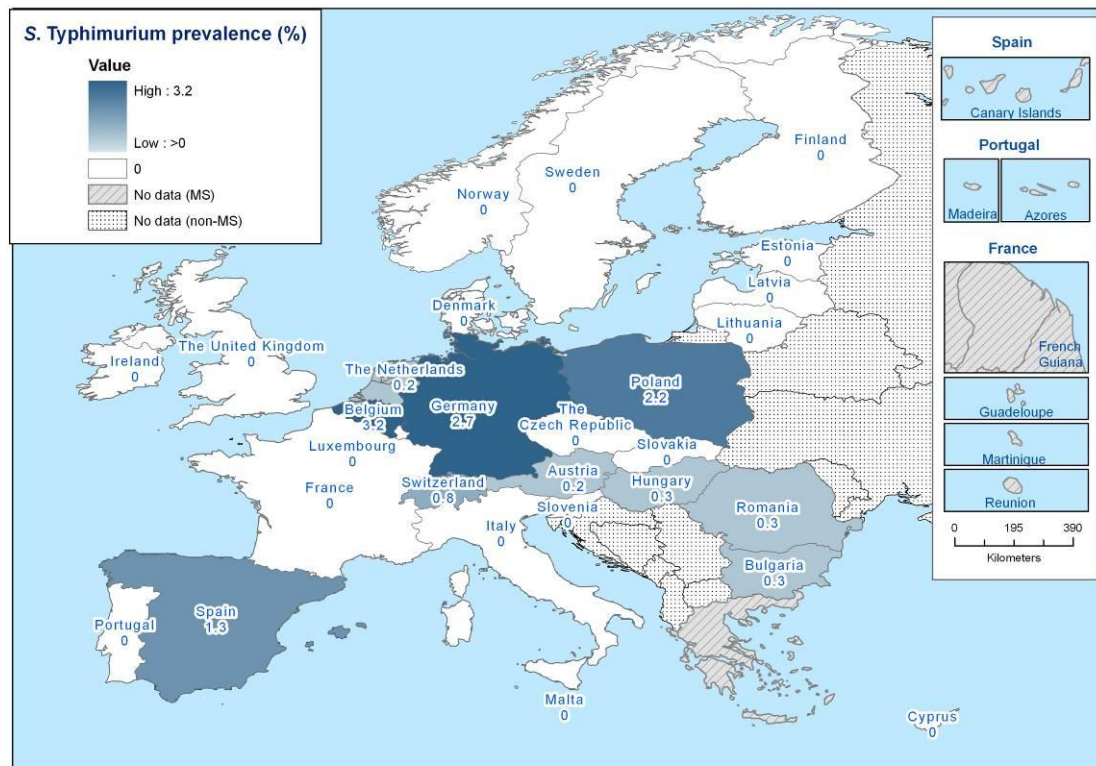 S. Typhimurium prevalence (%)
Value
High : 3.2
Low : >0
0
No data (MS)
No data (non-MS)
Spain
Canary Islands
Portugal
Madeira
Azores
France
French
Guiana
Guadeloupe
Martinique
Reunion
0 195 390
Kilometers
Finland
0
Sweden
0
Norway
0
Estonia
0
Latvia
0
Lithuania
0
Denmark
0
Ireland
0
The United Kingdom
0
The Netherlands
0.2
Belgium
3.2
Germany
2.7
Poland
2.2
The
Czech Republic
0
Slovakia
0
Luxembourg
0
France
0
Switzerland
0.8
Austria
0.2
Hungary
0.3
Slovenia
0
Italy
0
Romania
0.3
Bulgaria
0.3
Portugal
0
Spain
1.3
Malta
0
Cyprus
0